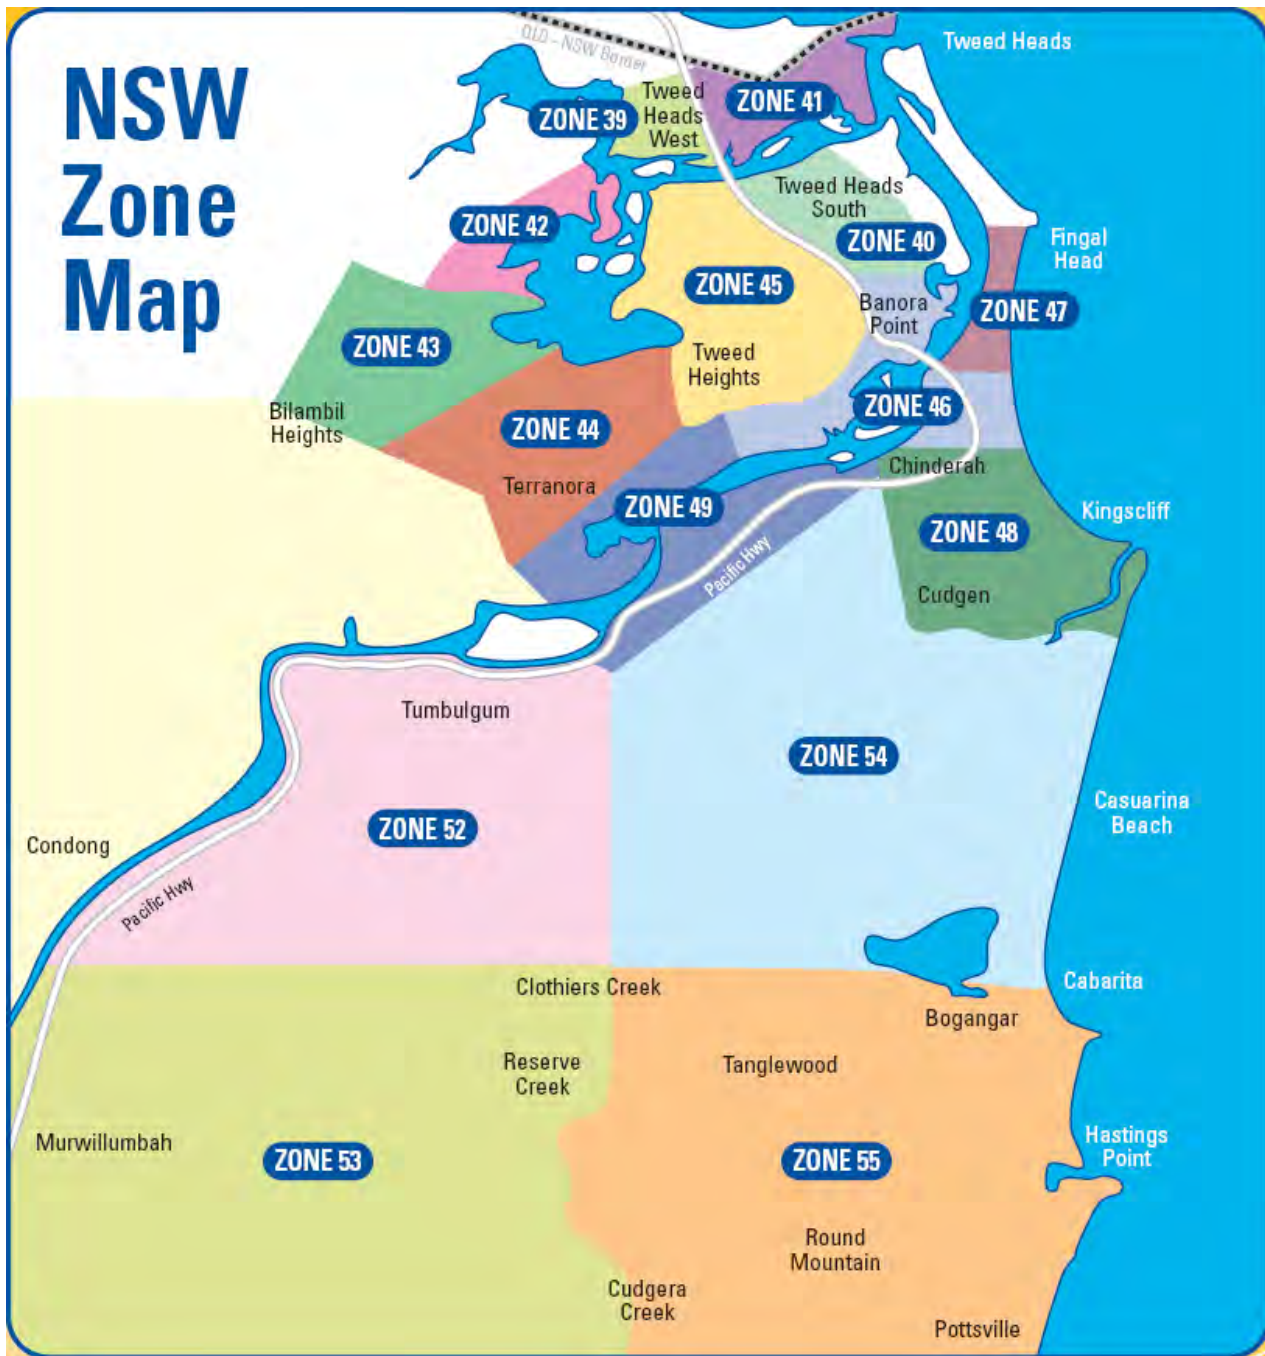 NSW
Zone
Map
QLD - NSW Border
Tweed Heads
Tweed
Heads
West
ZONE 39
ZONE 41
Tweed Heads
South
ZONE 42
ZONE 40
Fingal
Head
ZONE 45
Banora
Point
ZONE 47
ZONE 43
Tweed
Heights
Bilambil
Heights
ZONE 44
ZONE 46
Chinderah
Terranora
ZONE 49
Kingscliff
ZONE 48
Pacific Hwy
Cudgen
Tumbulgum
ZONE 54
Casuarina
Beach
ZONE 52
Condong
Pacific Hwy
Clothiers Creek
Cabarita
Bogangar
Reserve
Creek
Tanglewood
Murwillumbah
Hastings
Point
ZONE 53
ZONE 55
Round
Mountain
Cudgera
Creek
Pottsville